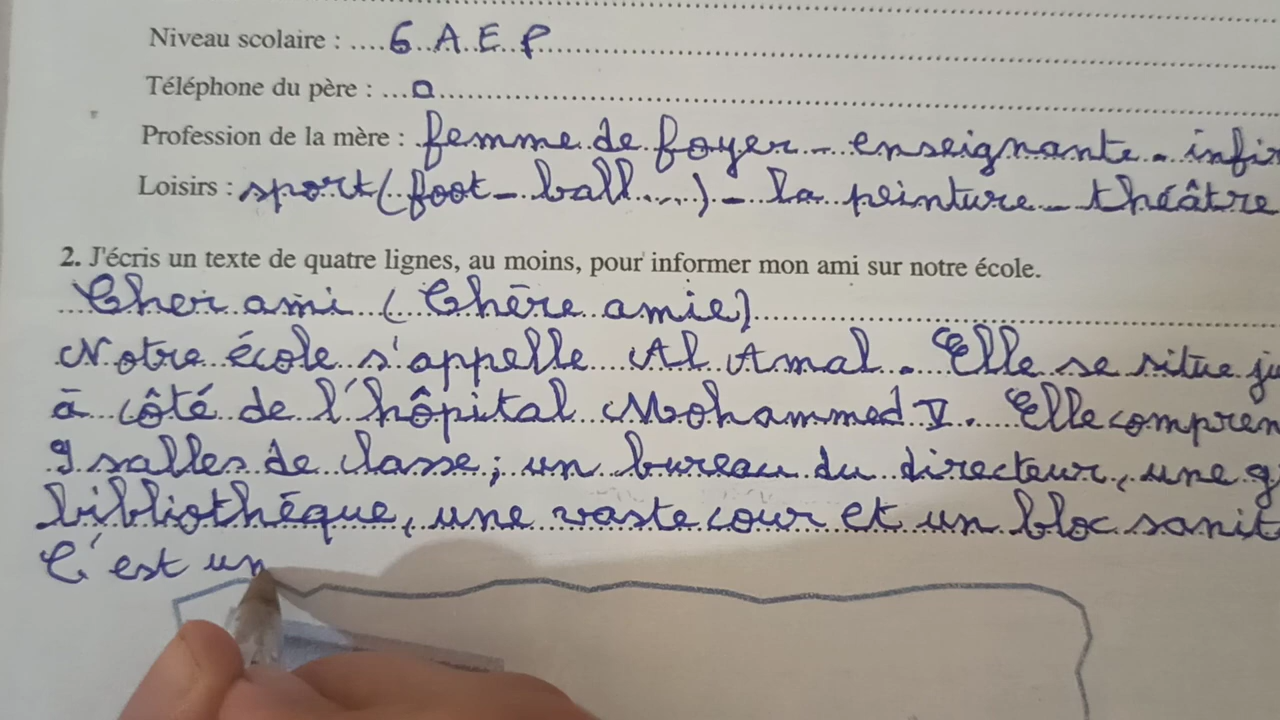 Niveau scolaire : .... 6 A.E.P
Téléphone du père : ... 0
Profession de la mère : femme de foyer - enseignante - infir
Loisirs : sport (foot-ball.....) - la peinture - théâtre
2. J'écris un texte de quatre lignes, au moins, pour informer mon ami sur notre école.
Cher ami (Chère amie)
Notre école s'appelle Al Amal. Elle se situe ju
à côté de l'hôpital Mohammed V. Elle compren
9 salles de classe; un bureau du directeur, une g
bibliothèque, une vaste cour et un bloc sanit
C'est un